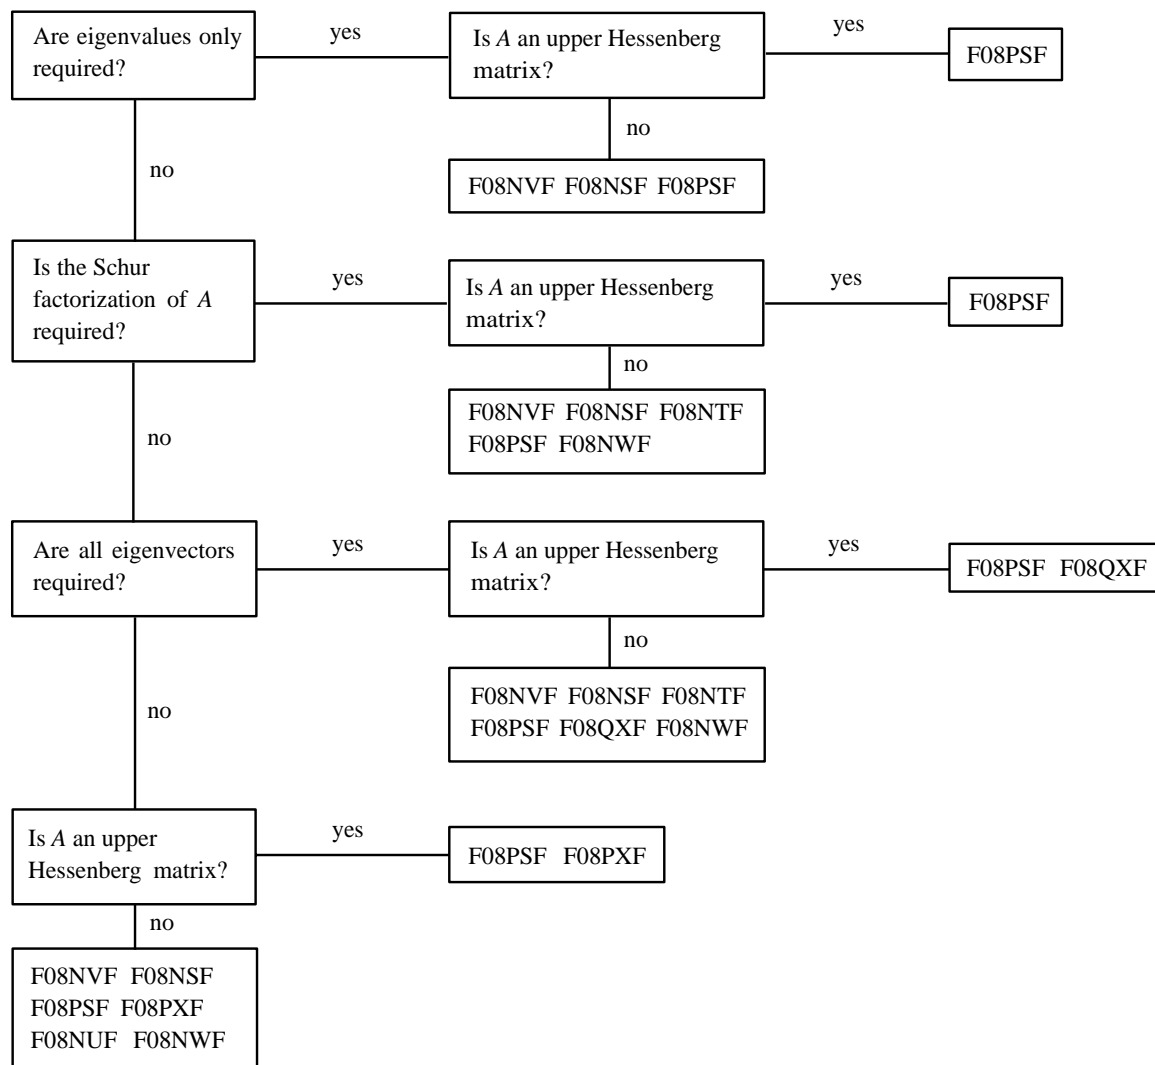 Are eigenvalues only
required?
yes
Is A an upper Hessenberg
matrix?
yes
F08PSF
no
no
F08NVF F08NSF F08PSF
Is the Schur
factorization of A
required?
yes
Is A an upper Hessenberg
matrix?
yes
F08PSF
no
no
F08NVF F08NSF F08NTF
F08PSF F08NWF
Are all eigenvectors
required?
yes
Is A an upper Hessenberg
matrix?
yes
F08PSF F08QXF
no
no
F08NVF F08NSF F08NTF
F08PSF F08QXF F08NWF
Is A an upper
Hessenberg matrix?
yes
F08PSF F08PXF
no
F08NVF F08NSF
F08PSF F08PXF
F08NUF F08NWF